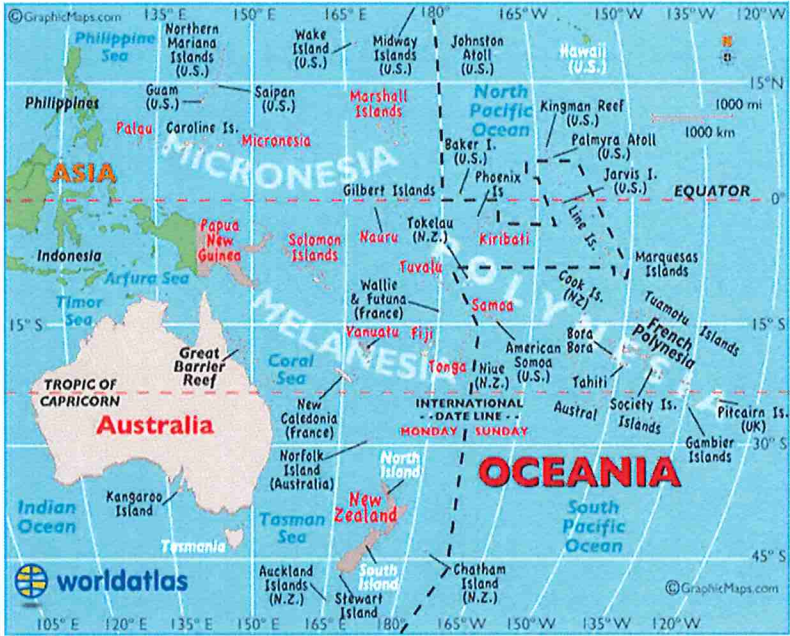 ©GraphicMaps.com
135° E
150° E
165° E
180°
165° W
150° W
135° W
120° W
Philippine
Sea
Northern
Mariana
Islands
(U.S.)
Wake
Island
(U.S.)
Midway
Islands
(U.S.)
Johnston
Atoll
(U.S.)
Hawaii
(U.S.)
N
15°N
Philippines
Guam
(U.S.)
Saipan
(U.S.)
Marshall
Islands
North
Pacific
Ocean
Kingman Reef
(U.S.)
1000 mi
1000 km
Palau
Caroline Is.
Micronesia
MICRONESIA
Baker I.
(U.S.)
Palmyra Atoll
(U.S.)
ASIA
Phoenix
Is
Jarvis I.
(U.S.)
Gilbert Islands
EQUATOR
0°
Papua
New
Guinea
Solomon
Islands
Nauru
Tokelau
(N.Z.)
Kiribati
Line Is.
Indonesia
Arfura Sea
Tuvalu
POLYNESIA
Marquesas
Islands
Timor
Sea
Wallie
& Futuna
(France)
Samoa
Cook Is.
(NZ)
Tuamotu Islands
15° S
MELANESIA
Vanuatu
Fiji
French
Polynesia
15° S
Great
Barrier
Reef
Coral
Sea
Tonga
Niue
(N.Z.)
American
Somoa
(U.S.)
Bora
Bora
Tahiti
TROPIC OF
CAPRICORN
Australia
New
Caledonia
(France)
INTERNATIONAL
--DATE LINE--
MONDAY
SUNDAY
Austral
Islands
Society Is.
Pitcairn Is.
(UK)
Gambier
Islands
30° S
Norfolk
Island
(Australia)
North
Island
OCEANIA
Kangaroo
Island
New
Zealand
Indian
Ocean
Tasman
Sea
South
Pacific
Ocean
Tasmania
South
Island
45° S
worldatlas
Auckland
Islands
(N.Z.)
Stewart
Island
Chatham
Island
(N.Z.)
©GraphicMaps.com
105° E
120° E
135° E
150° E
165° E
180°
165° W
150° W
135° W
120° W